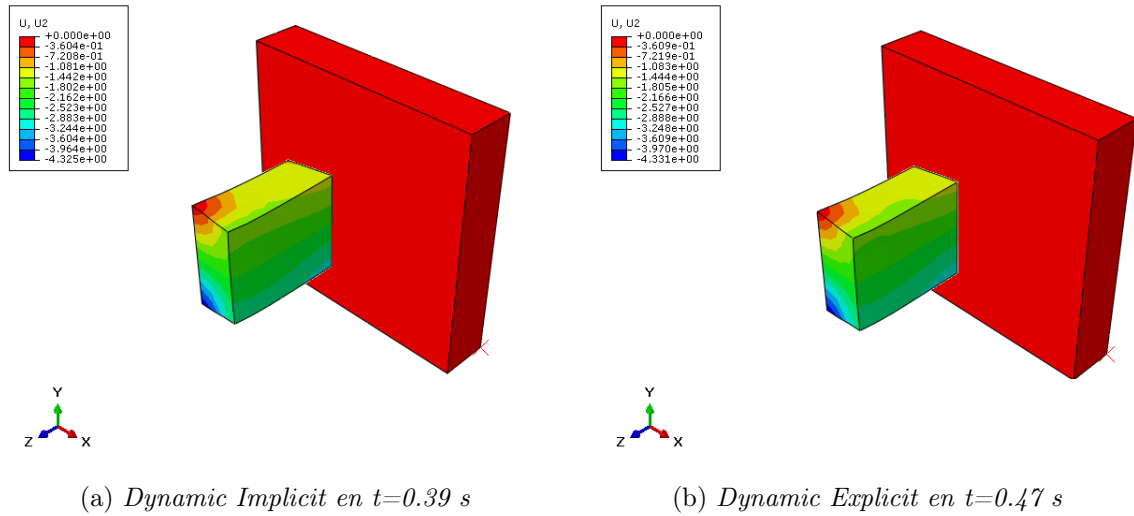 U, U2
+0.000e+00
-3.604e-01
-7.208e-01
-1.081e+00
-1.442e+00
-1.802e+00
-2.162e+00
-2.523e+00
-2.883e+00
-3.244e+00
-3.604e+00
-3.964e+00
-4.325e+00
Y
Z
X
(a) Dynamic Implicit en t=0.39 s
U, U2
+0.000e+00
-3.609e-01
-7.219e-01
-1.083e+00
-1.444e+00
-1.805e+00
-2.166e+00
-2.527e+00
-2.888e+00
-3.248e+00
-3.609e+00
-3.970e+00
-4.331e+00
Y
Z
X
(b) Dynamic Explicit en t=0.47 s